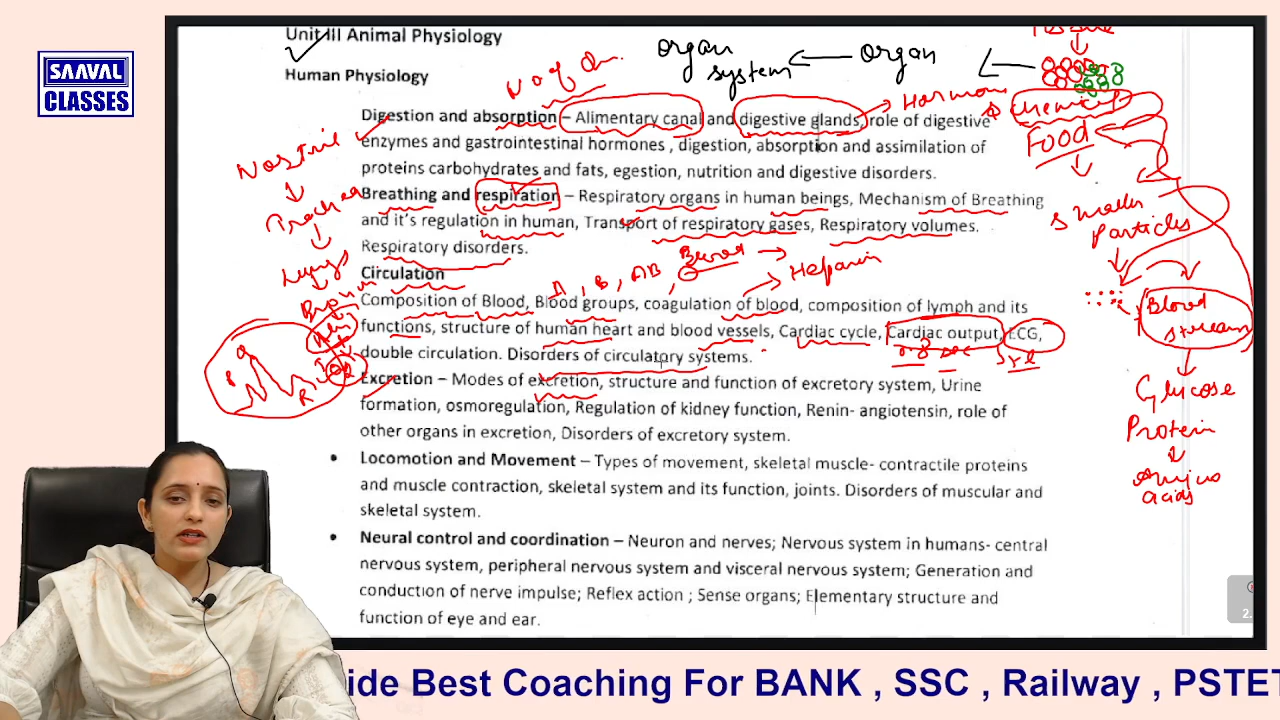 SAAVAL
CLASSES
Unit III Animal Physiology
Human Physiology
organ
system
organ
No of
Digestion and absorption – Alimentary canal and digestive glands, role of digestive
enzymes and gastrointestinal hormones , digestion, absorption and assimilation of
proteins carbohydrates and fats, egestion, nutrition and digestive disorders.
Breathing and respiration – Respiratory organs in human beings, Mechanism of Breathing
and it's regulation in human, Transport of respiratory gases, Respiratory volumes.
Respiratory disorders.
Circulation
Composition of Blood, Blood groups, coagulation of blood, composition of lymph and its
functions, structure of human heart and blood vessels, Cardiac cycle, Cardiac output, ECG,
double circulation. Disorders of circulatory systems.
Excretion – Modes of excretion, structure and function of excretory system, Urine
formation, osmoregulation, Regulation of kidney function, Renin- angiotensin, role of
other organs in excretion, Disorders of excretory system.
• Locomotion and Movement – Types of movement, skeletal muscle- contractile proteins
and muscle contraction, skeletal system and its function, joints. Disorders of muscular and
skeletal system.
• Neural control and coordination – Neuron and nerves; Nervous system in humans- central
nervous system, peripheral nervous system and visceral nervous system; Generation and
conduction of nerve impulse; Reflex action ; Sense organs; Elementary structure and
function of eye and ear.
Nostril
Trachea
Lungs
A , B , AB , O
Blood
Heparin
Food
smaller
particles
Blood
stream
Glycose
Protein
amino
acids
ide Best Coaching For BANK , SSC , Railway , PSTET